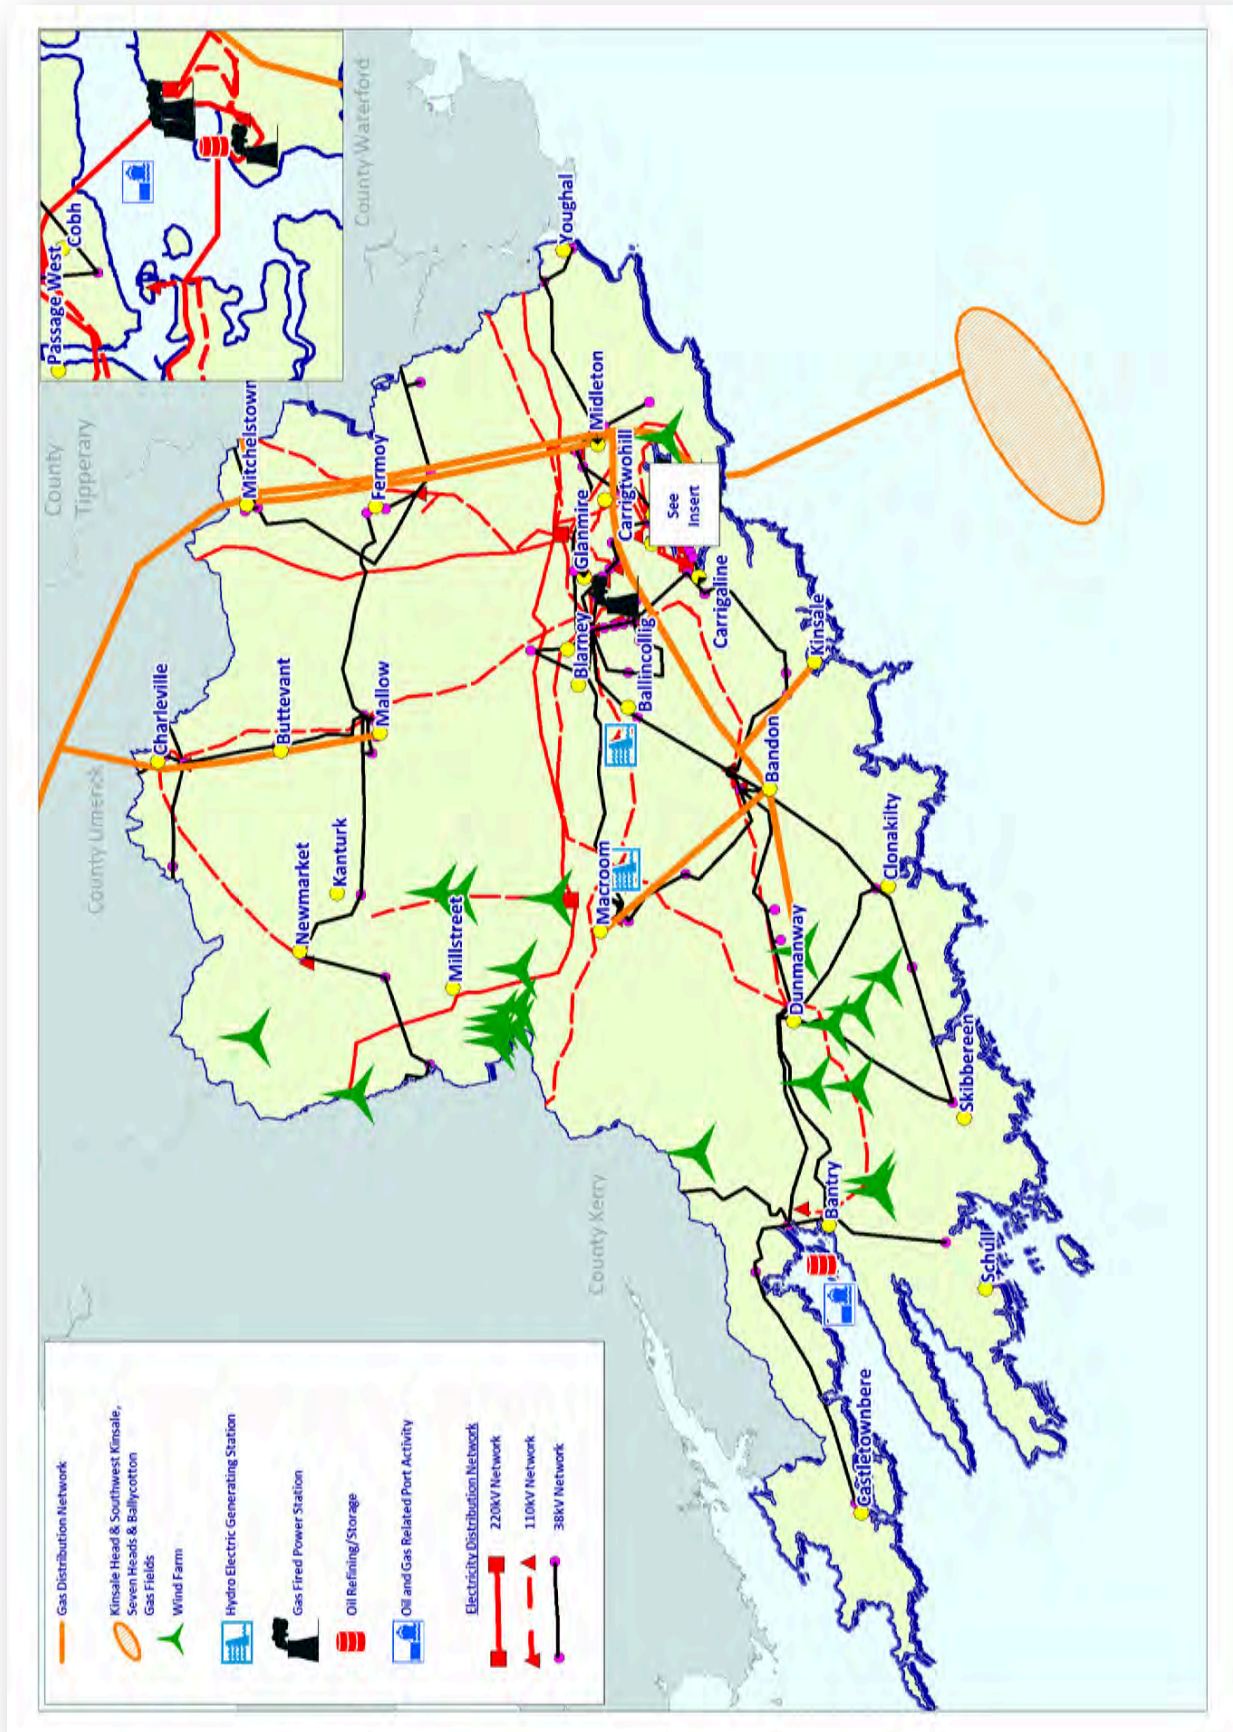 Passage West
Cobh
County Waterford
County
Tipperary
County Limerick
County Kerry
Mitchelstown
Fermoy
Charleville
Buttevant
Mallow
Newmarket
Kanturk
Millstreet
Youghal
Midleton
Carrigtwohill
Glanmire
Blarney
Ballincollig
See
Insert
Carrigaline
Kinsale
Bandon
Macroom
Clonakilty
Dunmanway
Skibbereen
Bantry
Schull
Castletownbere
Gas Distribution Network
Kinsale Head & Southwest Kinsale,
Seven Heads & Ballycotton
Gas Fields
Wind Farm
Hydro Electric Generating Station
Gas Fired Power Station
Oil Refining/Storage
Oil and Gas Related Port Activity
Electricity Distribution Network
220kV Network
110kV Network
38kV Network